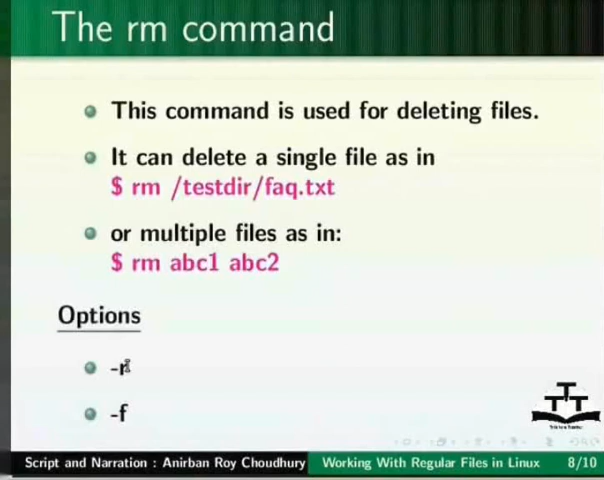 The rm command
This command is used for deleting files.
It can delete a single file as in
$ rm /testdir/faq.txt
or multiple files as in:
$ rm abc1 abc2
Options
-r
-f
TTT
Script and Narration : Anirban Roy Choudhury Working With Regular Files in Linux 8/10